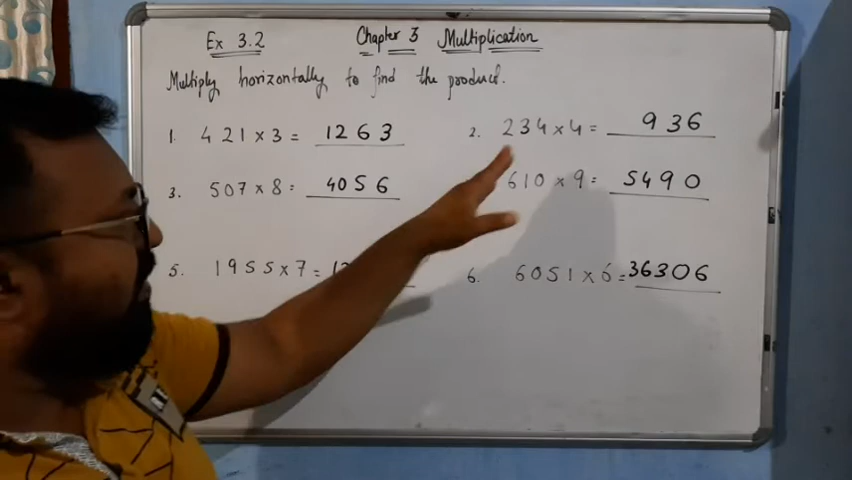 Ex 3.2 Chapter 3 Multiplication
Multiply horizontally to find the product.
1. 421×3 = 1263 2. 234×4 = 936
3. 507×8 = 4056 610×9 = 5490
5. 1955×7 = 6. 6051×6 = 36306